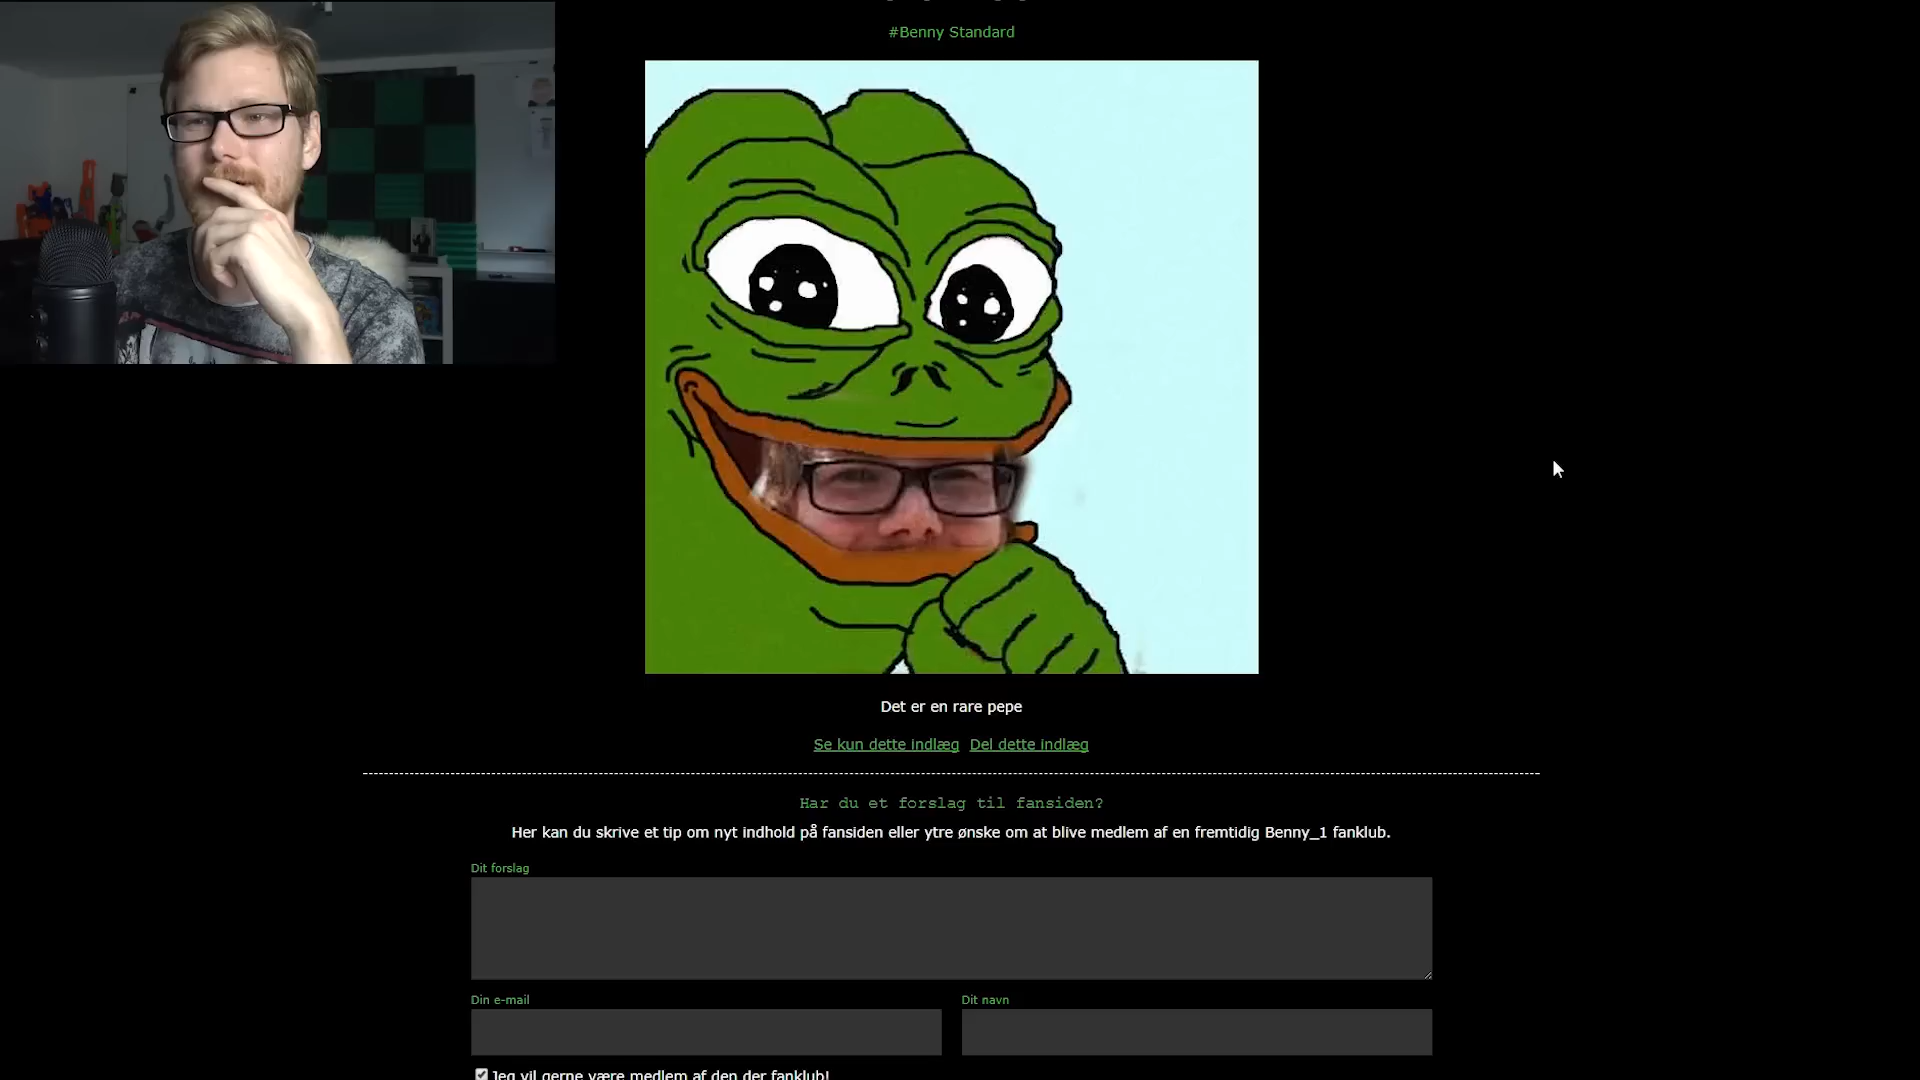 #Benny Standard
Det er en rare pepe
Se kun dette indlæg Del dette indlæg
Har du et forslag til fansiden?
Her kan du skrive et tip om nyt indhold på fansiden eller ytre ønske om at blive medlem af en fremtidig Benny_1 fanklub.
Dit forslag
Din e-mail Dit navn
Jeg vil gerne være medlem af den der fanklub!